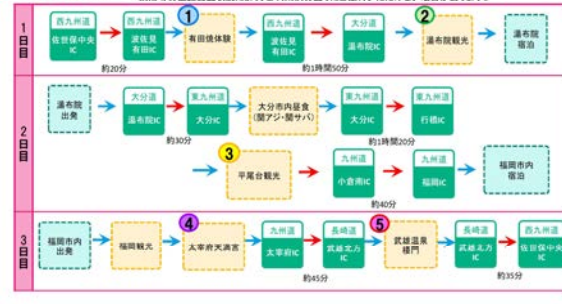 1日目
西九州道
佐世保中央IC
西九州道
波佐見有田IC
約20分
1
有田焼体験
西九州道
波佐見有田IC
大分道
湯布院IC
約1時間50分
2
湯布院観光
湯布院宿泊
2日目
湯布院出発
大分道
湯布院IC
東九州道
大分IC
約30分
大分市内昼食
(関アジ・関サバ)
東九州道
大分IC
東九州道
行橋IC
約1時間20分
3
平尾台観光
九州道
小倉南IC
九州道
福岡IC
約40分
福岡市内宿泊
3日目
福岡市内出発
福岡観光
4
太宰府天満宮
九州道
太宰府IC
長崎道
武雄北方IC
約45分
5
武雄温泉楼門
長崎道
武雄北方IC
西九州道
佐世保中央IC
約35分